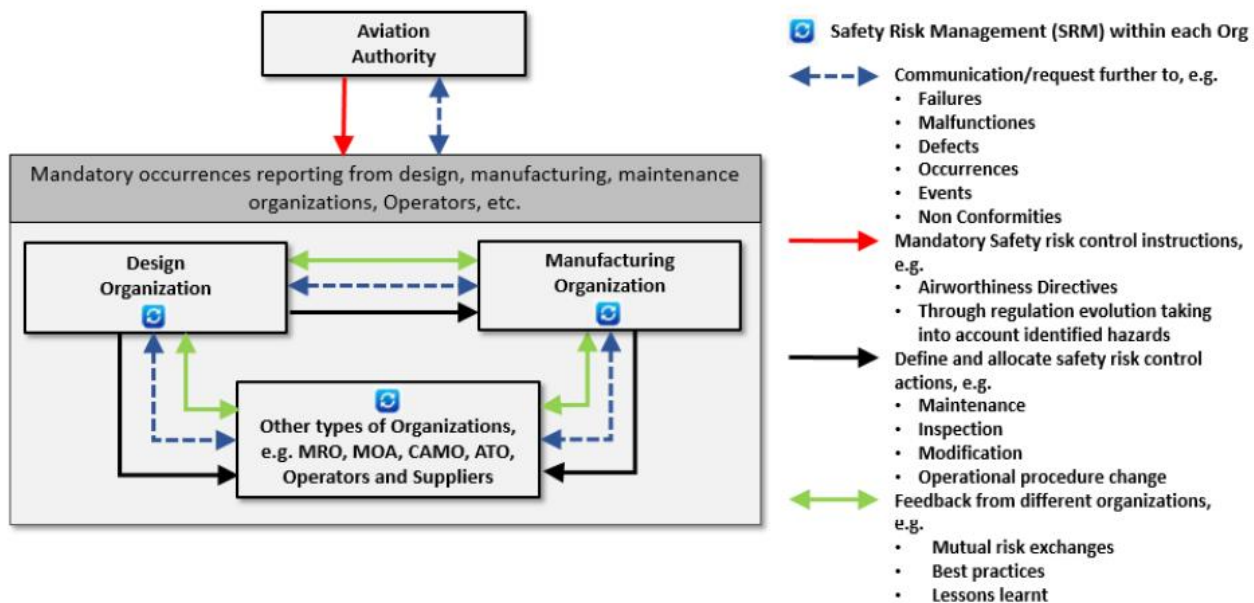 Aviation
Authority
Mandatory occurrences reporting from design, manufacturing, maintenance
organizations, Operators, etc.
Design
Organization
Manufacturing
Organization
Other types of Organizations,
e.g. MRO, MOA, CAMO, ATO,
Operators and Suppliers
Safety Risk Management (SRM) within each Org
Communication/request further to, e.g.
• Failures
• Malfunctiones
• Defects
• Occurrences
• Events
• Non Conformities
Mandatory Safety risk control instructions,
e.g.
• Airworthiness Directives
• Through regulation evolution taking
into account identified hazards
Define and allocate safety risk control
actions, e.g.
• Maintenance
• Inspection
• Modification
• Operational procedure change
Feedback from different organizations,
e.g.
• Mutual risk exchanges
• Best practices
• Lessons learnt